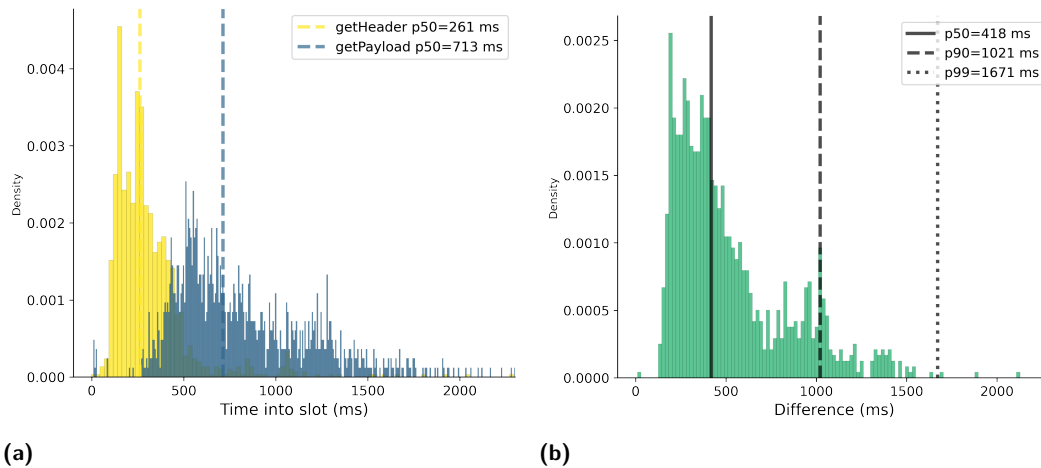 getHeader p50=261 ms
getPayload p50=713 ms
0.004
0.003
0.002
0.001
0.000
Density
0
500
1000
1500
2000
Time into slot (ms)
(a)
p50=418 ms
p90=1021 ms
p99=1671 ms
0.0025
0.0020
0.0015
0.0010
0.0005
0.0000
Density
0
500
1000
1500
2000
Difference (ms)
(b)